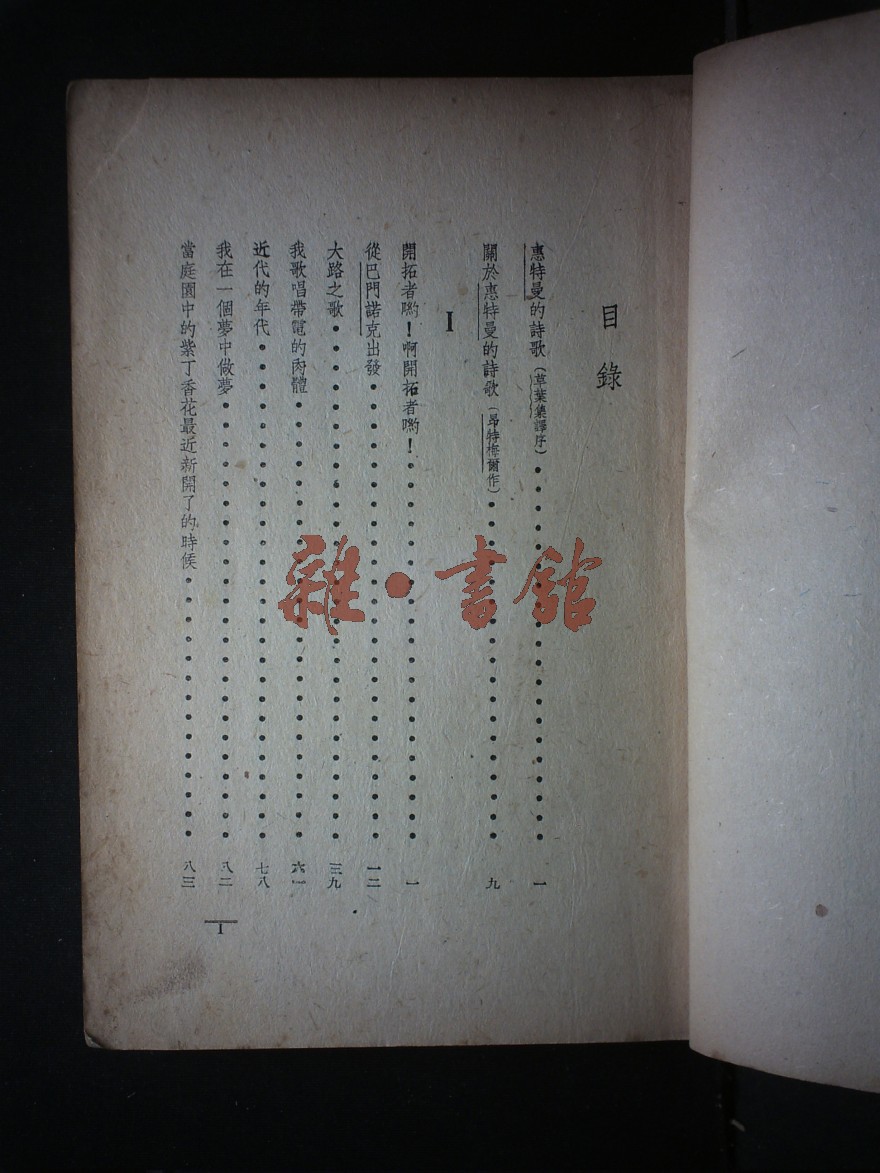 目錄
惠特曼的詩歌（草葉集譯序）••••••••••••••••••••一
關於惠特曼的詩歌（昂特梅爾作）••••••••••••••••••九
I
開拓者喲！啊開拓者喲！••••••••••••••••••••一
從巴門諾克出發••••••••••••••••••••••••一二
大路之歌•••••••••••••••••••••••••••三九
我歌唱帶電的肉體•••••••••••••••••••••••六一
近代的年代••••••••••••••••••••••••••七八
我在一個夢中做夢•••••••••••••••••••••••八二
當庭園中的紫丁香花最近新開了的時候••••••••••••••八三
I
雜•書館